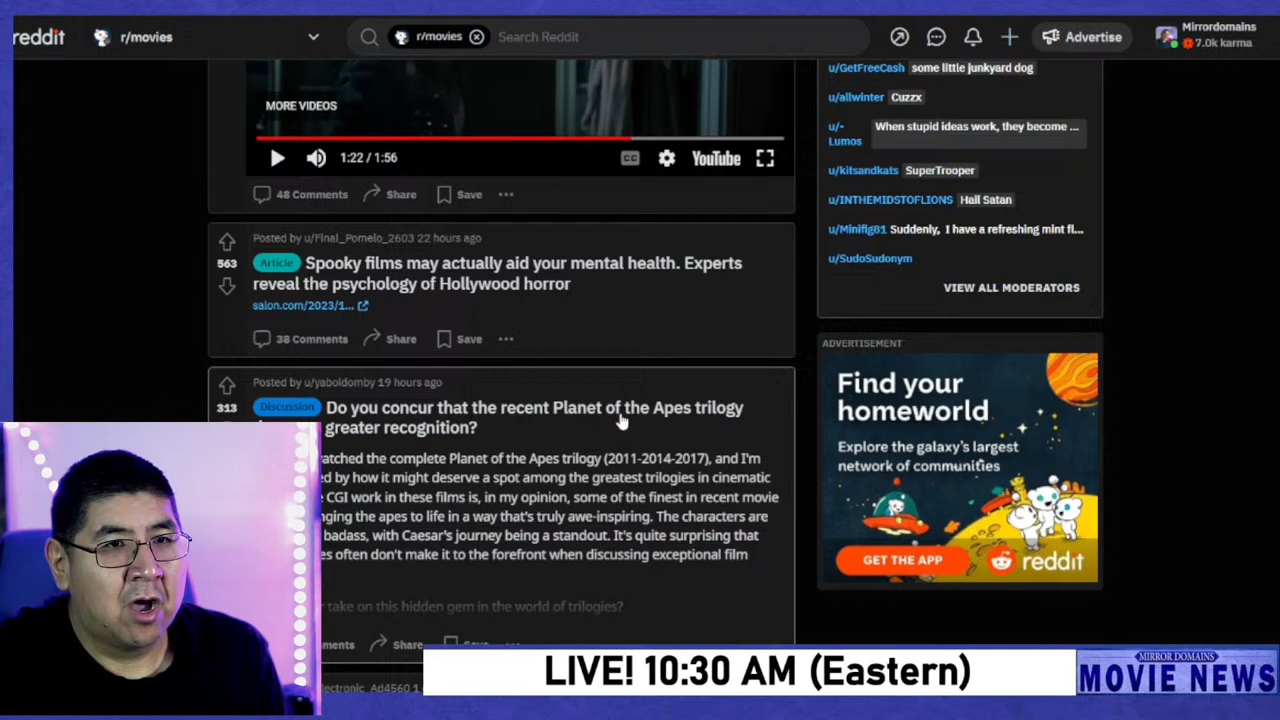 reddit
r/movies
r/movies
Search Reddit
Advertise
Mirrordomains
7.0k karma
MORE VIDEOS
1:22 / 1:56
CC
YouTube
48 Comments
Share
Save
Posted by u/Final_Pomelo_2603 22 hours ago
563
Article
Spooky films may actually aid your mental health. Experts
reveal the psychology of Hollywood horror
salon.com/2023/1...
38 Comments
Share
Save
Posted by u/yaboidomby 19 hours ago
313
Discussion
Do you concur that the recent Planet of the Apes trilogy
greater recognition?
atched the complete Planet of the Apes trilogy (2011-2014-2017), and I'm
ed by how it might deserve a spot among the greatest trilogies in cinematic
CGI work in these films is, in my opinion, some of the finest in recent movie
nging the apes to life in a way that's truly awe-inspiring. The characters are
badass, with Caesar's journey being a standout. It's quite surprising that
es often don't make it to the forefront when discussing exceptional film
take on this hidden gem in the world of trilogies?
ments
Share
Save
lectronic_Ad4560 1
u/GetFreeCash some little junkyard dog
u/allwinter Cuzzx
u/-
Lumos
When stupid ideas work, they become ...
u/kitsandkats SuperTrooper
u/INTHEMIDSTOFLIONS Hail Satan
u/Minifig81 Suddenly, I have a refreshing mint fl...
u/SudoSudonym
VIEW ALL MODERATORS
ADVERTISEMENT
Find your
homeworld
Explore the galaxy's largest
network of communities
GET THE APP
reddit
LIVE! 10:30 AM (Eastern)
MIRROR DOMAINS
MOVIE NEWS